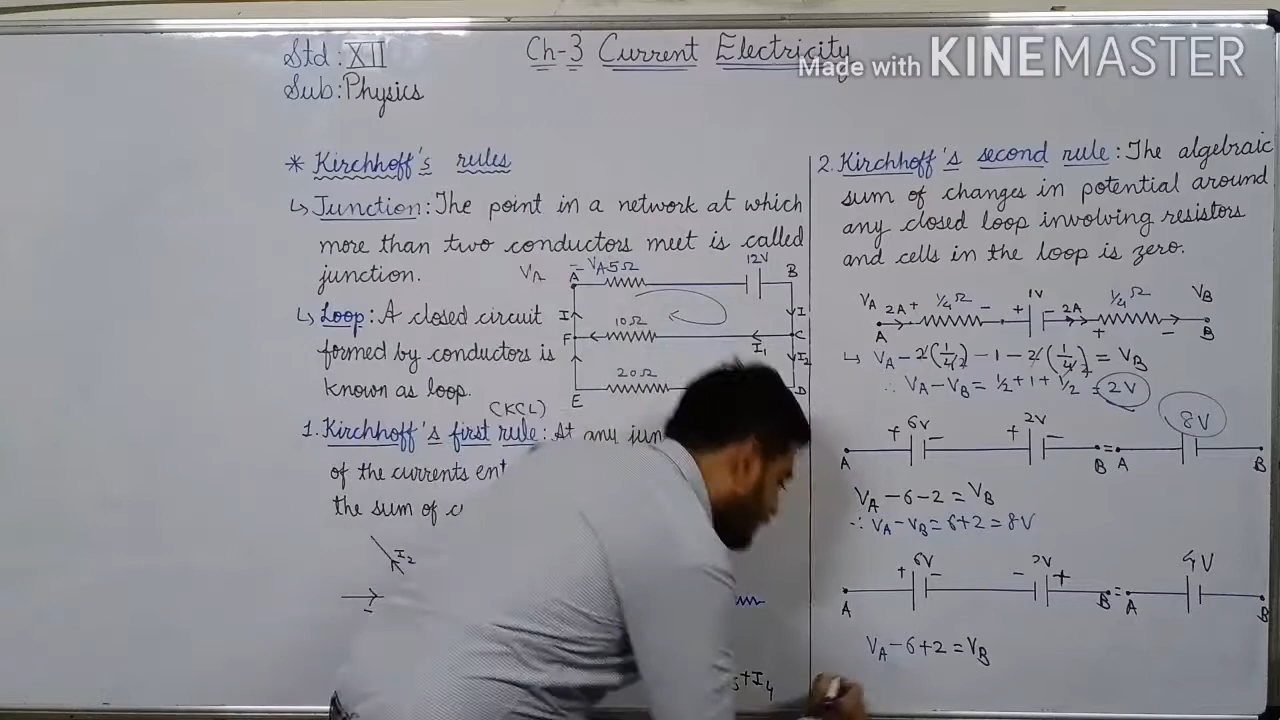 Std : XII
Sub : Physics
Ch-3 Current Electricity
Made with KINEMASTER
* Kirchhoff's rules
↳ Junction : The point in a network at which
more than two conductors meet is called
junction.
↳ Loop : A closed circuit
formed by conductors is
known as loop.
(KCL)
1. Kirchhoff's first rule : At any jun
of the currents ent
the sum of c
I2
I4
VA
A
VA
5Ω
12V
B
I
I
F
10Ω
I1
C
I2
E
20Ω
D
2. Kirchhoff's second rule : The algebraic
sum of changes in potential around
any closed loop involving resistors
and cells in the loop is zero.
VA 2A + 1/4 Ω - + 1V - 2A + 1/4 Ω - VB
A B
↳ VA - 2(1/4) - 1 - 2(1/4) = VB
∴ VA - VB = 1/2 + 1 + 1/2 = 2V
+ 6V - + 2V - 8V
A B = A B
VA - 6 - 2 = VB
∴ VA - VB = 6 + 2 = 8V
+ 6V - - 2V + 4V
A B = A B
VA - 6 + 2 = VB